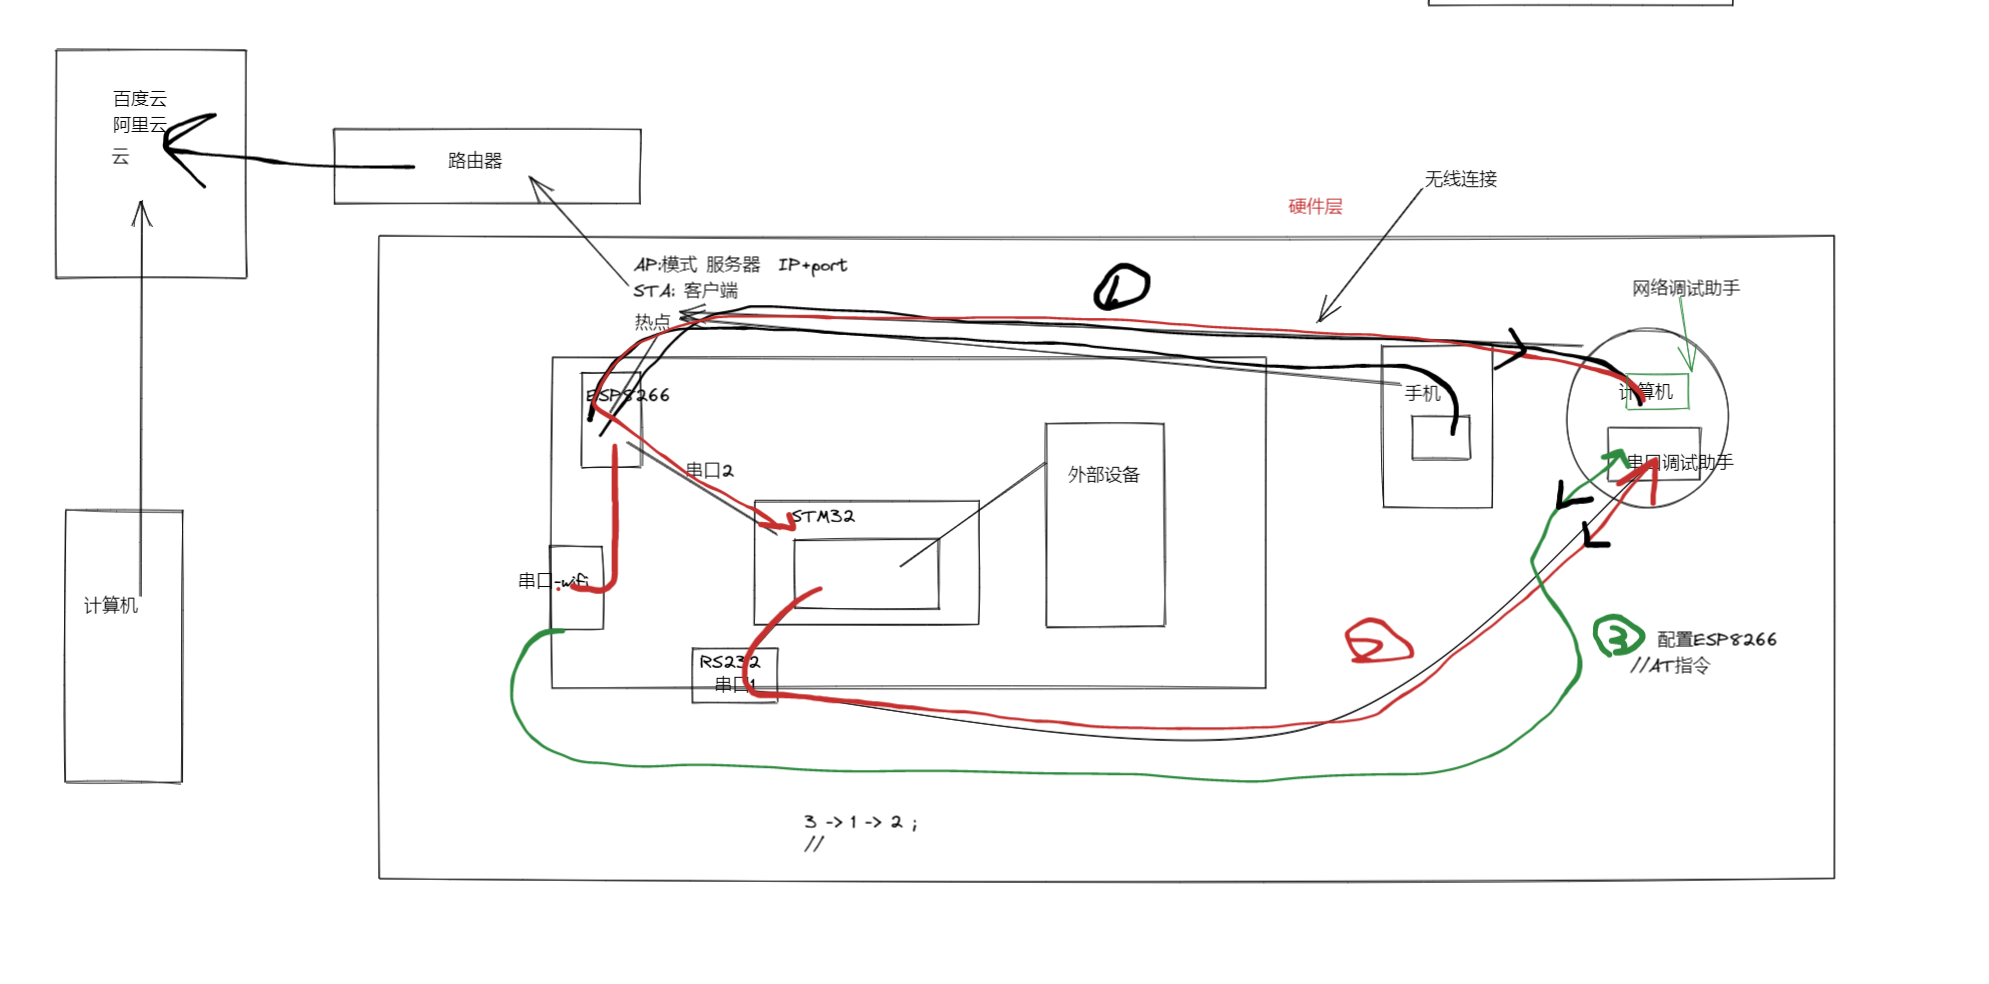 百度云
阿里云
云
路由器
无线连接
硬件层
AP:模式 服务器 IP+port
STA: 客户端
热点
1
网络调试助手
ESP8266
手机
计算机
串口2
外部设备
串口调试助手
STM32
串口-wifi
计算机
RS232
串口1
2
3
配置ESP8266
//AT指令
3 -> 1 -> 2 ;
//